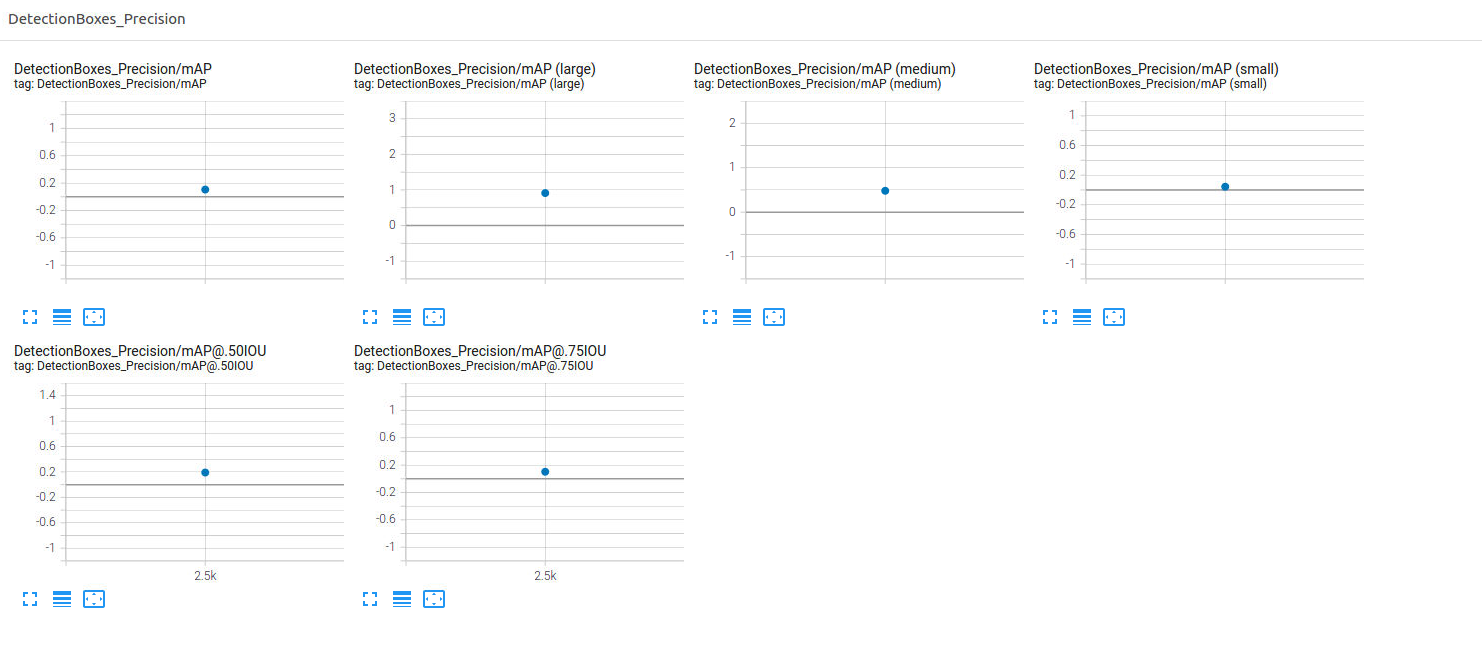 DetectionBoxes_Precision
DetectionBoxes_Precision/mAP
tag: DetectionBoxes_Precision/mAP
1
0.6
0.2
-0.2
-0.6
-1
DetectionBoxes_Precision/mAP (large)
tag: DetectionBoxes_Precision/mAP (large)
3
2
1
0
-1
DetectionBoxes_Precision/mAP (medium)
tag: DetectionBoxes_Precision/mAP (medium)
2
1
0
-1
DetectionBoxes_Precision/mAP (small)
tag: DetectionBoxes_Precision/mAP (small)
1
0.6
0.2
-0.2
-0.6
-1
DetectionBoxes_Precision/mAP@.50IOU
tag: DetectionBoxes_Precision/mAP@.50IOU
1.4
1
0.6
0.2
-0.2
-0.6
-1
2.5k
DetectionBoxes_Precision/mAP@.75IOU
tag: DetectionBoxes_Precision/mAP@.75IOU
1
0.6
0.2
-0.2
-0.6
-1
2.5k